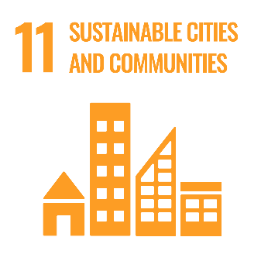 11 SUSTAINABLE CITIES
AND COMMUNITIES